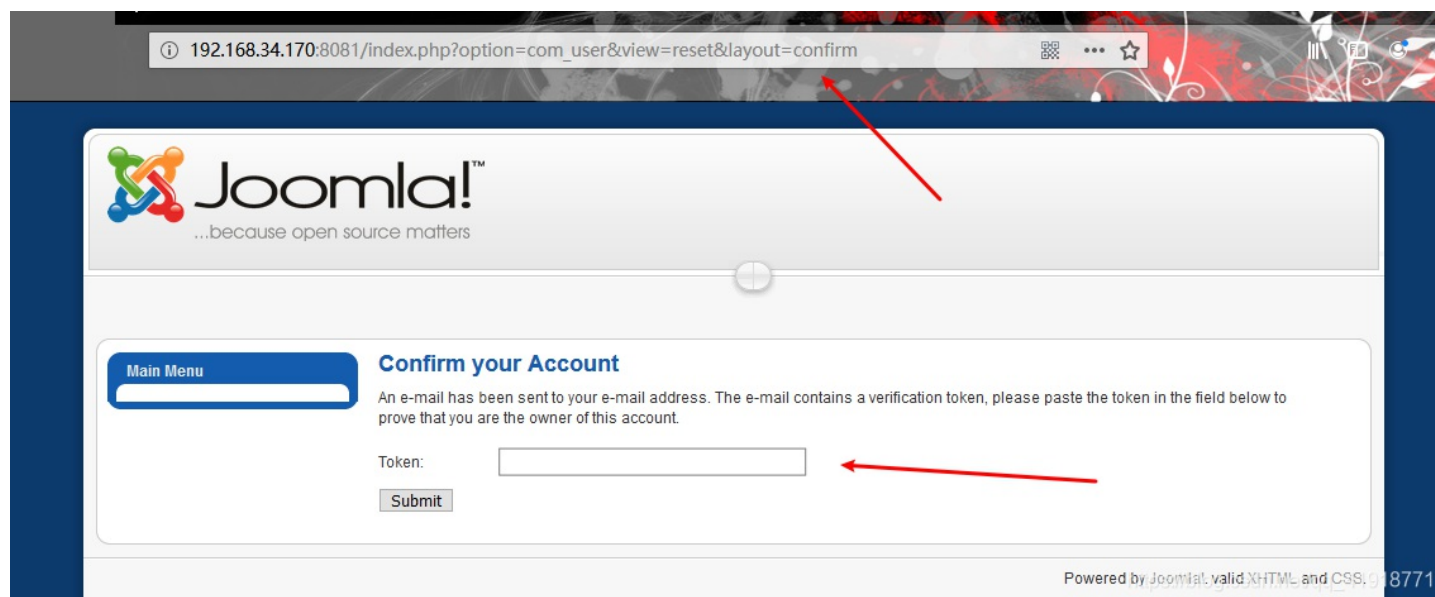 192.168.34.170:8081/index.php?option=com_user&view=reset&layout=confirm
Joomla!™
...because open source matters
Main Menu
Confirm your Account
An e-mail has been sent to your e-mail address. The e-mail contains a verification token, please paste the token in the field below to
prove that you are the owner of this account.
Token:
Submit
Powered by Joomla!. valid XHTML and CSS.